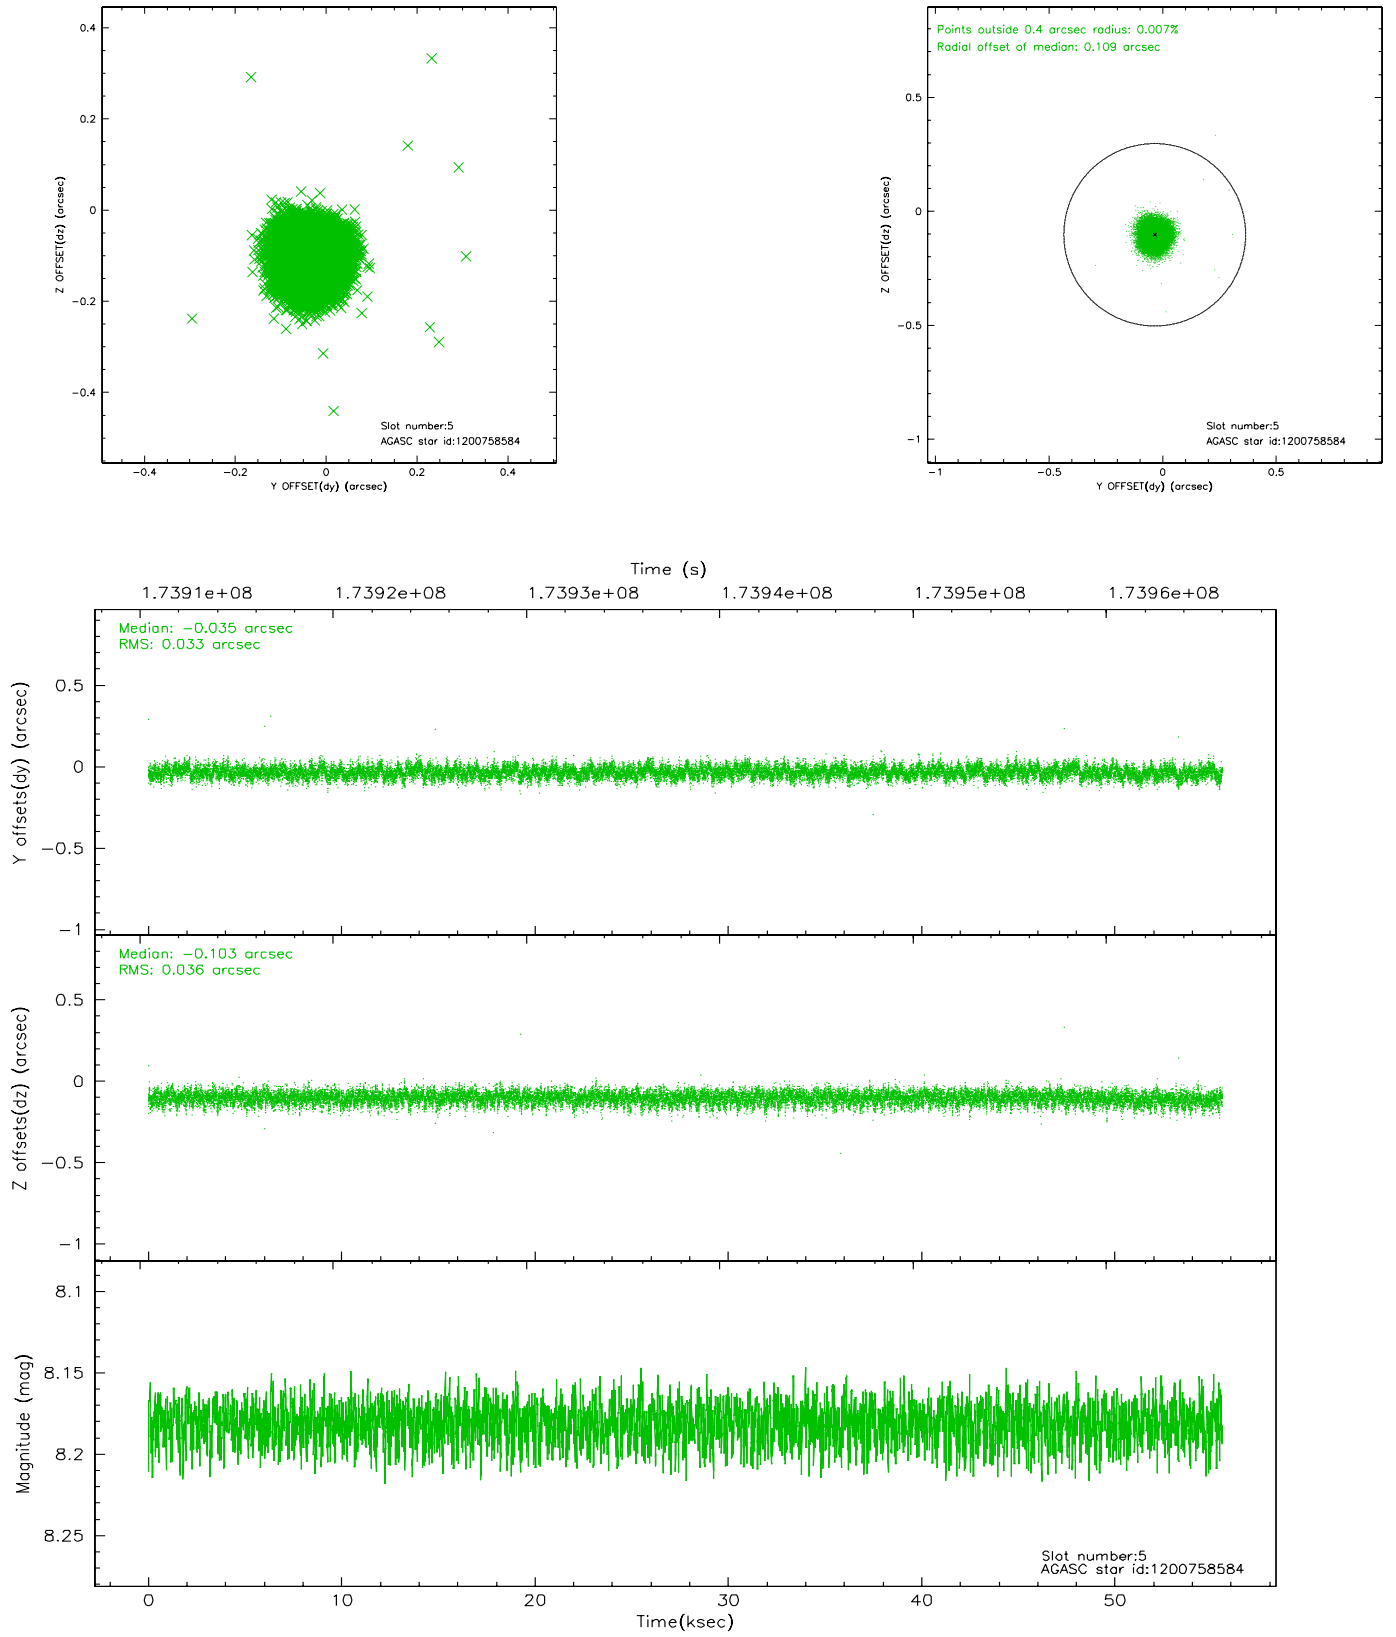 0.4
0.2
0
−0.2
−0.4
Z OFFSET(dz) (arcsec)
−0.4
−0.2
0
0.2
0.4
Y OFFSET(dy) (arcsec)
Slot number:5
AGASC star id:1200758584
Points outside 0.4 arcsec radius: 0.007%
Radial offset of median: 0.109 arcsec
0.5
0
−0.5
−1
Z OFFSET(dz) (arcsec)
−1
−0.5
0
0.5
Y OFFSET(dy) (arcsec)
Slot number:5
AGASC star id:1200758584
Time (s)
1.7391e+08
1.7392e+08
1.7393e+08
1.7394e+08
1.7395e+08
1.7396e+08
Median: −0.035 arcsec
RMS: 0.033 arcsec
0.5
0
−0.5
−1
Y offsets(dy) (arcsec)
Median: −0.103 arcsec
RMS: 0.036 arcsec
0.5
0
−0.5
−1
Z offsets(dz) (arcsec)
8.1
8.15
8.2
8.25
Magnitude (mag)
Slot number:5
AGASC star id:1200758584
0
10
20
30
40
50
Time(ksec)